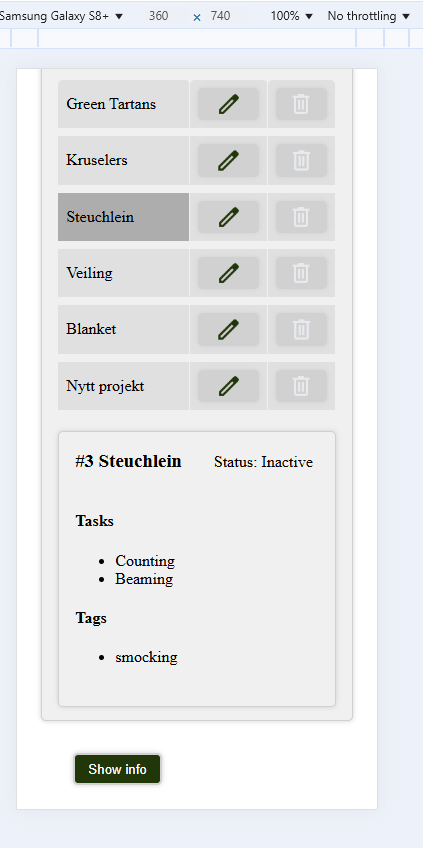 Samsung Galaxy S8+ ▼ 360 × 740 100% ▼ No throttling ▼
Green Tartans
Kruselers
Steuchlein
Veiling
Blanket
Nytt projekt
#3 Steuchlein Status: Inactive
Tasks
• Counting
• Beaming
Tags
• smocking
Show info